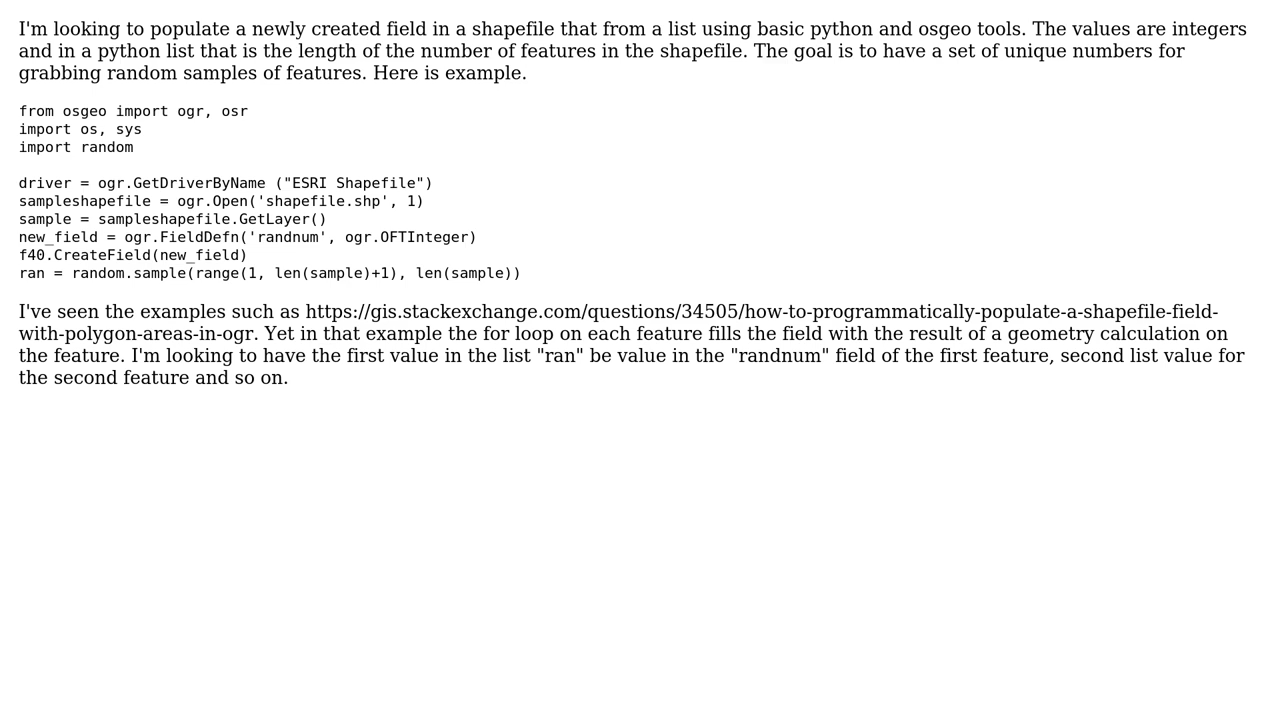 I'm looking to populate a newly created field in a shapefile that from a list using basic python and osgeo tools. The values are integers
and in a python list that is the length of the number of features in the shapefile. The goal is to have a set of unique numbers for
grabbing random samples of features. Here is example.
from osgeo import ogr, osr
import os, sys
import random
driver = ogr.GetDriverByName ("ESRI Shapefile")
sampleshapefile = ogr.Open('shapefile.shp', 1)
sample = sampleshapefile.GetLayer()
new_field = ogr.FieldDefn('randnum', ogr.OFTInteger)
f40.CreateField(new_field)
ran = random.sample(range(1, len(sample)+1), len(sample))
I've seen the examples such as https://gis.stackexchange.com/questions/34505/how-to-programmatically-populate-a-shapefile-field-
with-polygon-areas-in-ogr. Yet in that example the for loop on each feature fills the field with the result of a geometry calculation on
the feature. I'm looking to have the first value in the list "ran" be value in the "randnum" field of the first feature, second list value for
the second feature and so on.